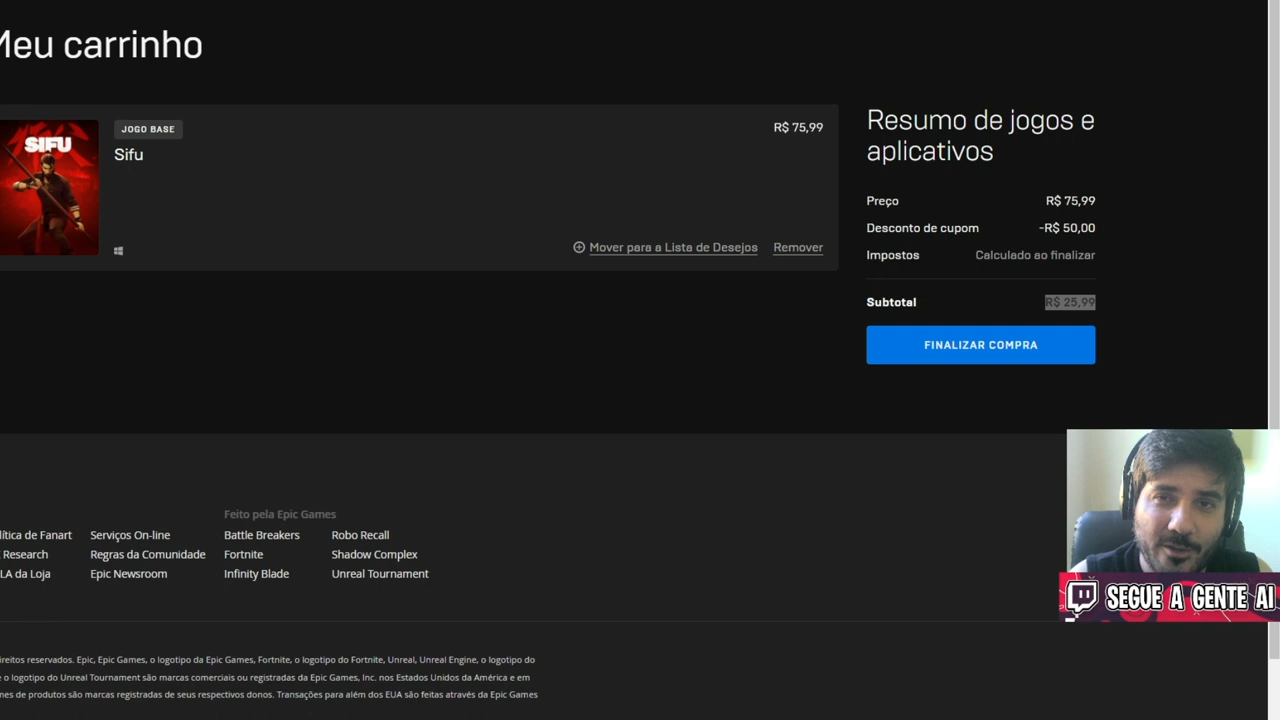 Meu carrinho
SIFU
JOGO BASE
R$ 75,99
Sifu
Mover para a Lista de Desejos
Remover
Resumo de jogos e
aplicativos
Preço R$ 75,99
Desconto de cupom -R$ 50,00
Impostos Calculado ao finalizar
Subtotal R$ 25,99
FINALIZAR COMPRA
Feito pela Epic Games
lítica de Fanart Serviços On-line Battle Breakers Robo Recall
Research Regras da Comunidade Fortnite Shadow Complex
LA da Loja Epic Newsroom Infinity Blade Unreal Tournament
SEGUE A GENTE AI
ireitos reservados. Epic, Epic Games, o logotipo da Epic Games, Fortnite, o logotipo do Fortnite, Unreal, Unreal Engine, o logotipo do
e o logotipo do Unreal Tournament são marcas comerciais ou registradas da Epic Games, Inc. nos Estados Unidos da América e em
mes de produtos são marcas registradas de seus respectivos donos. Transações para além dos EUA são feitas através da Epic Games